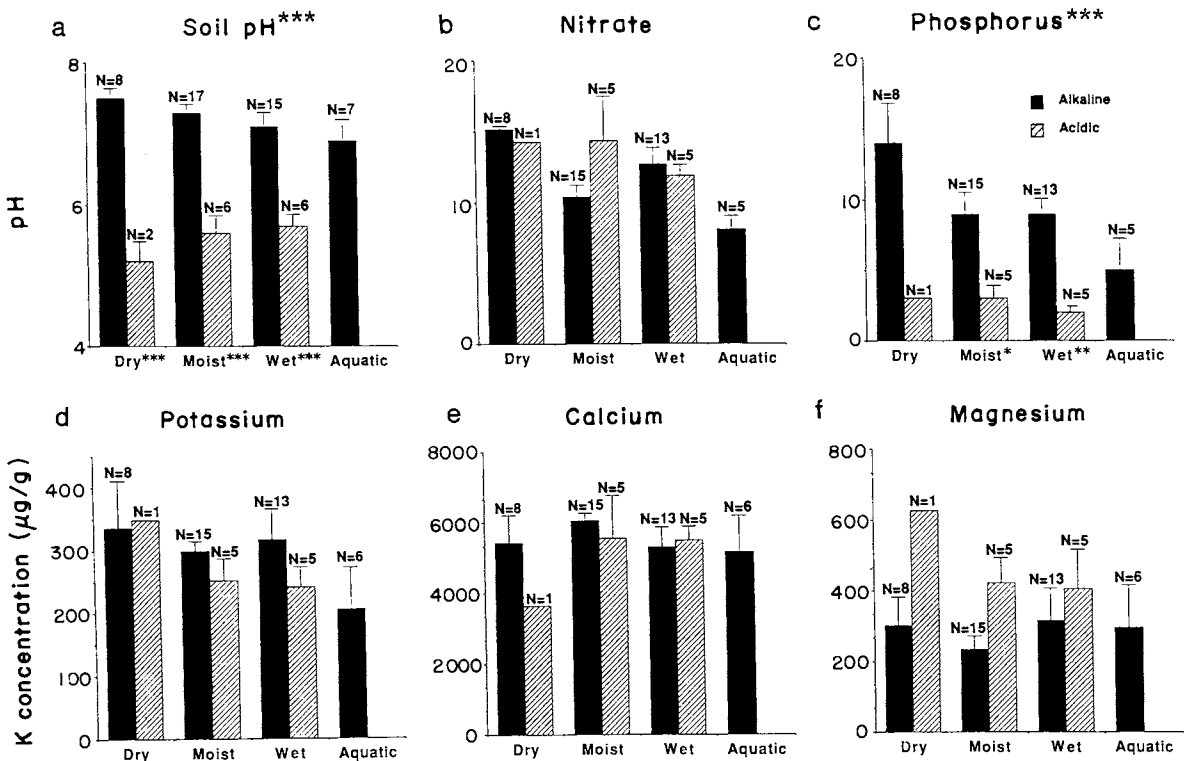 a Soil pH***
b Nitrate
c Phosphorus***
8
6
4
pH
N=8
N=2
N=17
N=6
N=15
N=6
N=7
Dry*** Moist*** Wet*** Aquatic
20
10
0
N=8
N=1
N=15
N=5
N=13
N=5
N=5
Dry Moist Wet Aquatic
20
10
0
N=8
N=1
N=15
N=5
N=13
N=5
N=5
Alkaline
Acidic
Dry Moist* Wet** Aquatic
d Potassium
e Calcium
f Magnesium
400
300
200
100
0
K concentration (μg/g)
N=8
N=1
N=15
N=5
N=13
N=5
N=6
Dry Moist Wet Aquatic
8000
6000
4000
2000
0
N=8
N=1
N=15
N=5
N=13
N=5
N=6
Dry Moist Wet Aquatic
800
600
400
200
0
N=8
N=1
N=15
N=5
N=13
N=5
N=6
Dry Moist Wet Aquatic